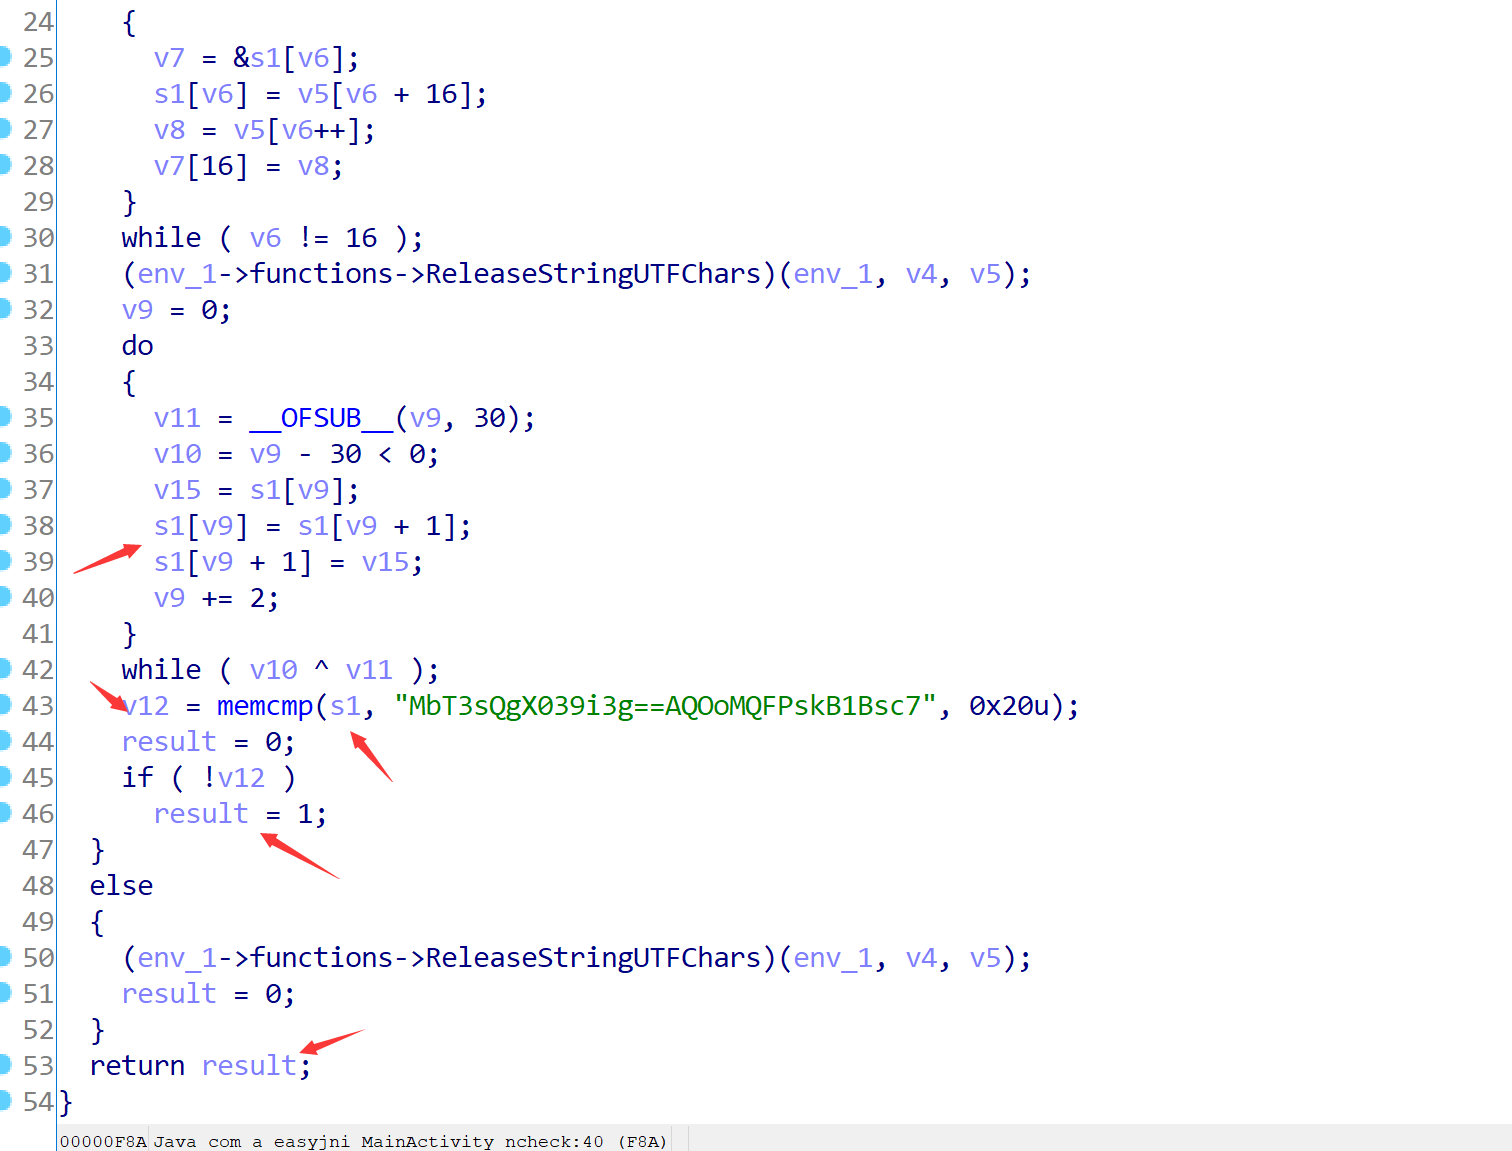 24 {
25 v7 = &s1[v6];
26 s1[v6] = v5[v6 + 16];
27 v8 = v5[v6++];
28 v7[16] = v8;
29 }
30 while ( v6 != 16 );
31 (env_1->functions->ReleaseStringUTFChars)(env_1, v4, v5);
32 v9 = 0;
33 do
34 {
35 v11 = __OFSUB__(v9, 30);
36 v10 = v9 - 30 < 0;
37 v15 = s1[v9];
38 s1[v9] = s1[v9 + 1];
39 s1[v9 + 1] = v15;
40 v9 += 2;
41 }
42 while ( v10 ^ v11 );
43 v12 = memcmp(s1, "MbT3sQgX039i3g==AQOoMQFPskB1Bsc7", 0x20u);
44 result = 0;
45 if ( !v12 )
46 result = 1;
47 }
48 else
49 {
50 (env_1->functions->ReleaseStringUTFChars)(env_1, v4, v5);
51 result = 0;
52 }
53 return result;
54 }
00000F8A Java_com_a_easyjni_MainActivity_ncheck:40 (F8A)